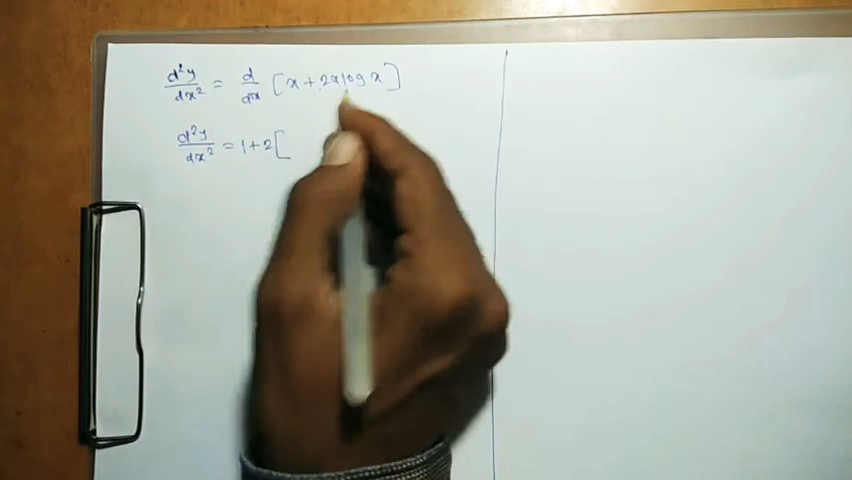 d²y/dx² = d/dx [x + 2x log x]
d²y/dx² = 1 + 2[